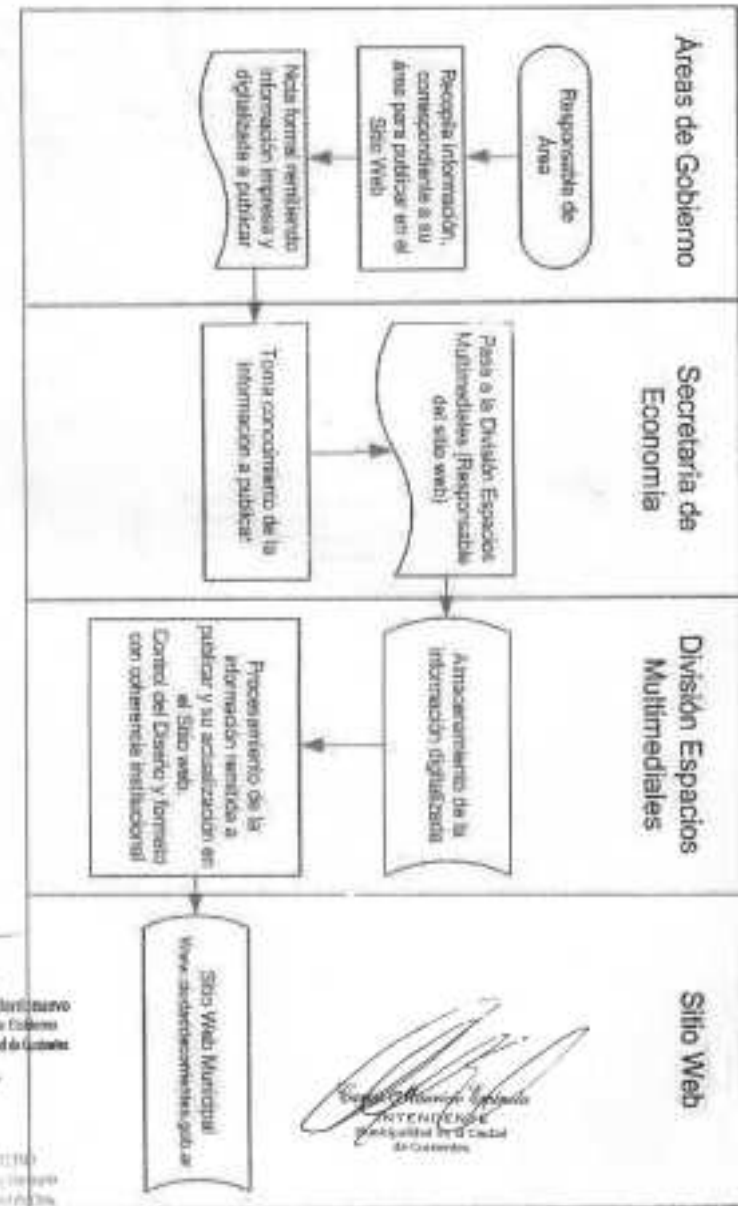 Áreas de Gobierno
Responsable de
Área
Recopila información,
correspondiente a su
área para publicar en el
Sitio Web
Nota formal remitiendo
información impresa y
digitalizada a publicar
Secretaria de
Economía
Pasa a la División Espacios
Multimediales (Responsable
del sitio web)
Toma conocimiento de la
información a publicar
División Espacios
Multimediales
Almacenamiento de la
información digitalizada
Procesamiento de la
información remitida a
publicar y su actualización en
el Sitio web.
Control del Diseño y formato
con coherencia institucional
Sitio Web
Sitio Web Municipal
INTENDENTE
Municipalidad de la Ciudad
de Corrientes